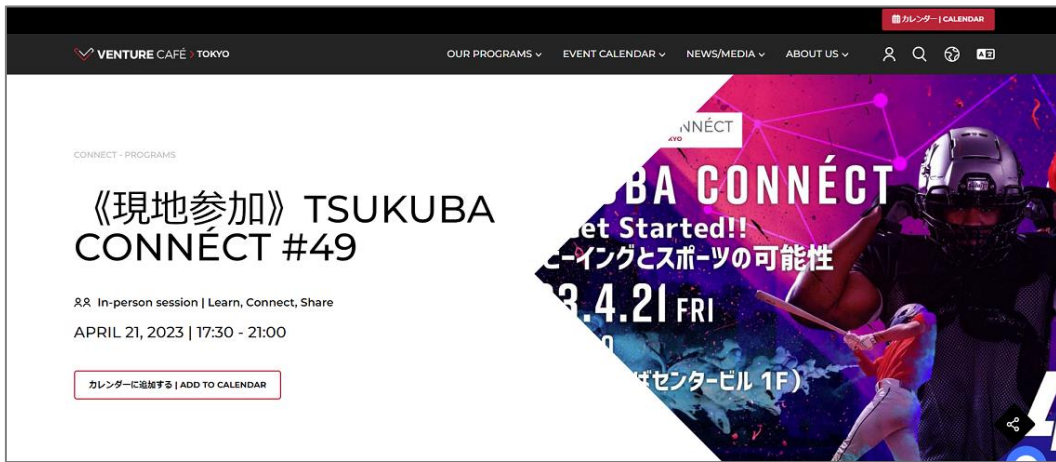 カレンダー | CALENDAR
VENTURE CAFÉ > TOKYO
OUR PROGRAMS
EVENT CALENDAR
NEWS/MEDIA
ABOUT US
CONNECT - PROGRAMS
《現地参加》 TSUKUBA
CONNÉCT #49
In-person session | Learn, Connect, Share
APRIL 21, 2023 | 17:30 - 21:00
カレンダーに追加する | ADD TO CALENDAR
NNÉCT
BA CONNÉCT
et Started!!
ビーイングとスポーツの可能性
3.4.21 FRI
ばセンタービル 1F）